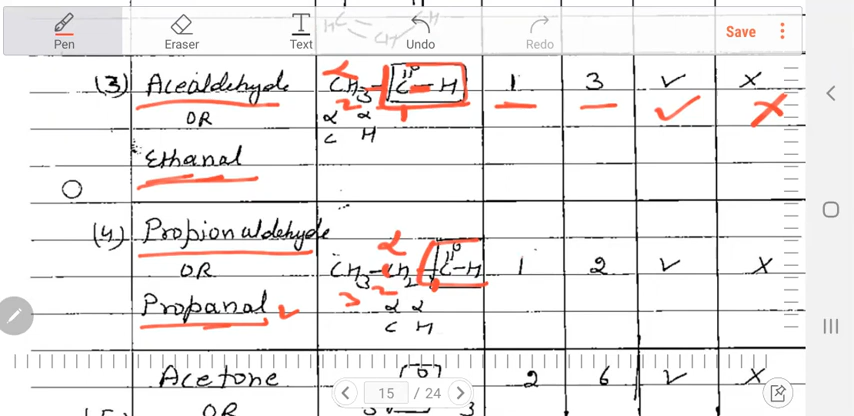 Pen
Eraser
Text
Undo
Redo
Save
(3) Acealdehyde CH3-C-H 1 3 ✓ X
OR α α
C H
Ethanal
(4) Propionaldehyde
OR CH3-CH2-C-H 1 2 ✓ X
Propanal ✓ α α
C H
Acetone 2 6 ✓ X
15 / 24
OR